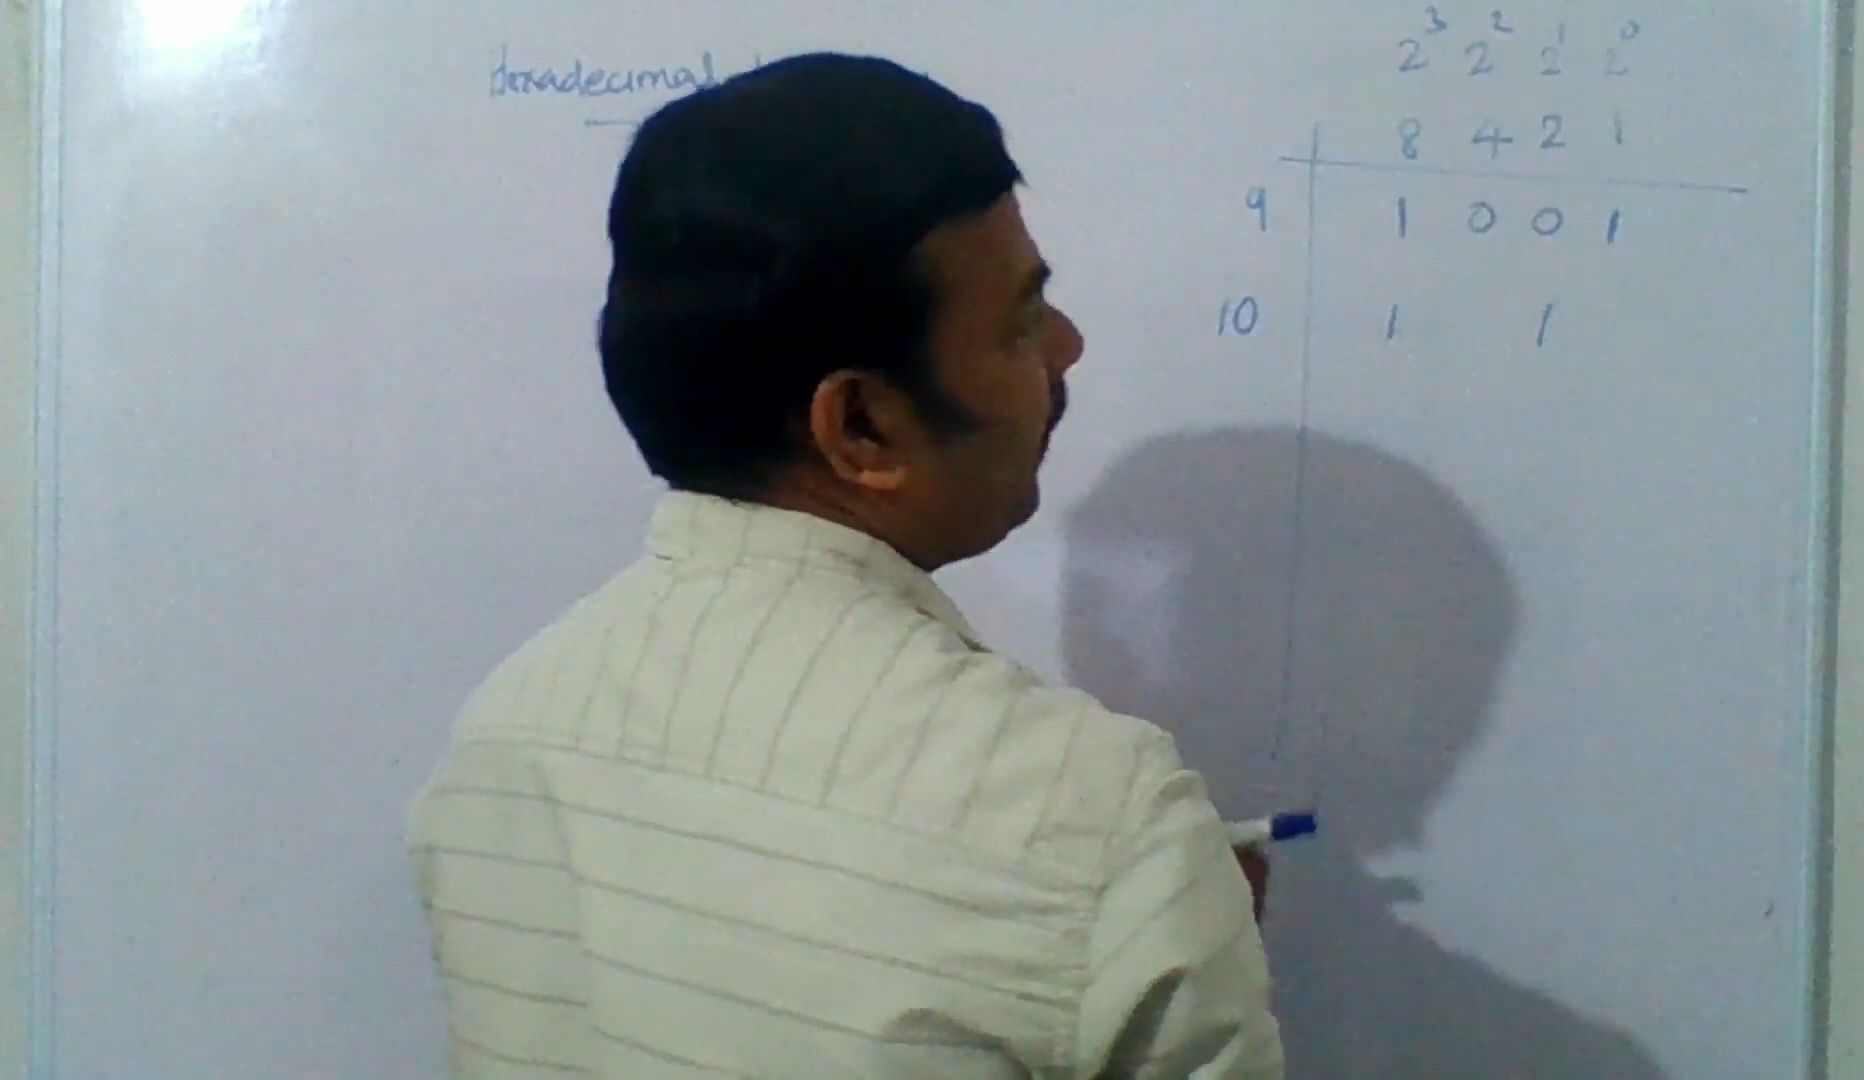 Hexadecimal
2³ 2² 2¹ 2⁰
8 4 2 1
9 1 0 0 1
10 1 1